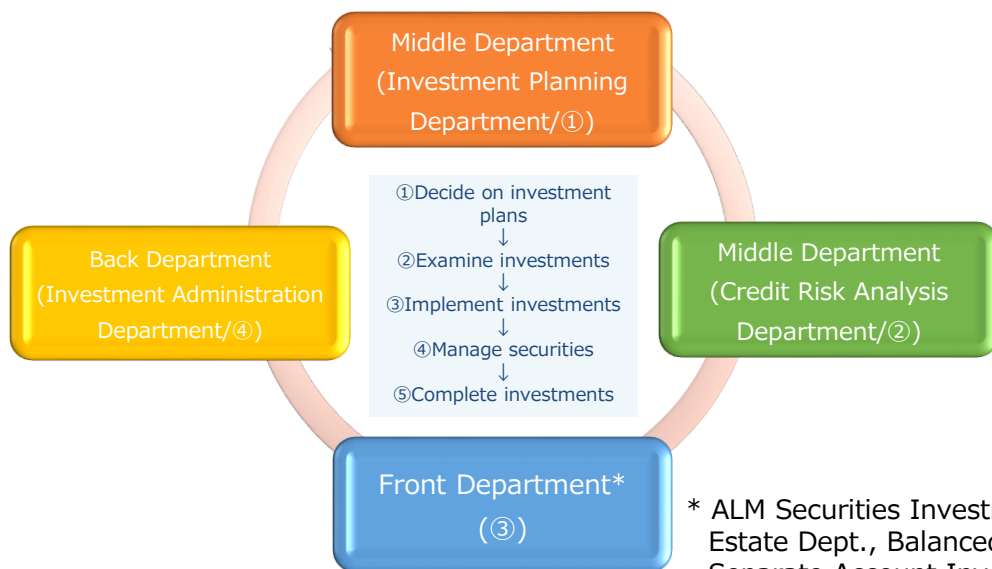 Middle Department
(Investment Planning
Department/①)
①Decide on investment
plans
↓
②Examine investments
↓
③Implement investments
↓
④Manage securities
↓
⑤Complete investments
Back Department
(Investment Administration
Department/④)
Middle Department
(Credit Risk Analysis
Department/②)
Front Department*
(③)
* ALM Securities
Estate Dept., Balanced
Separate Account